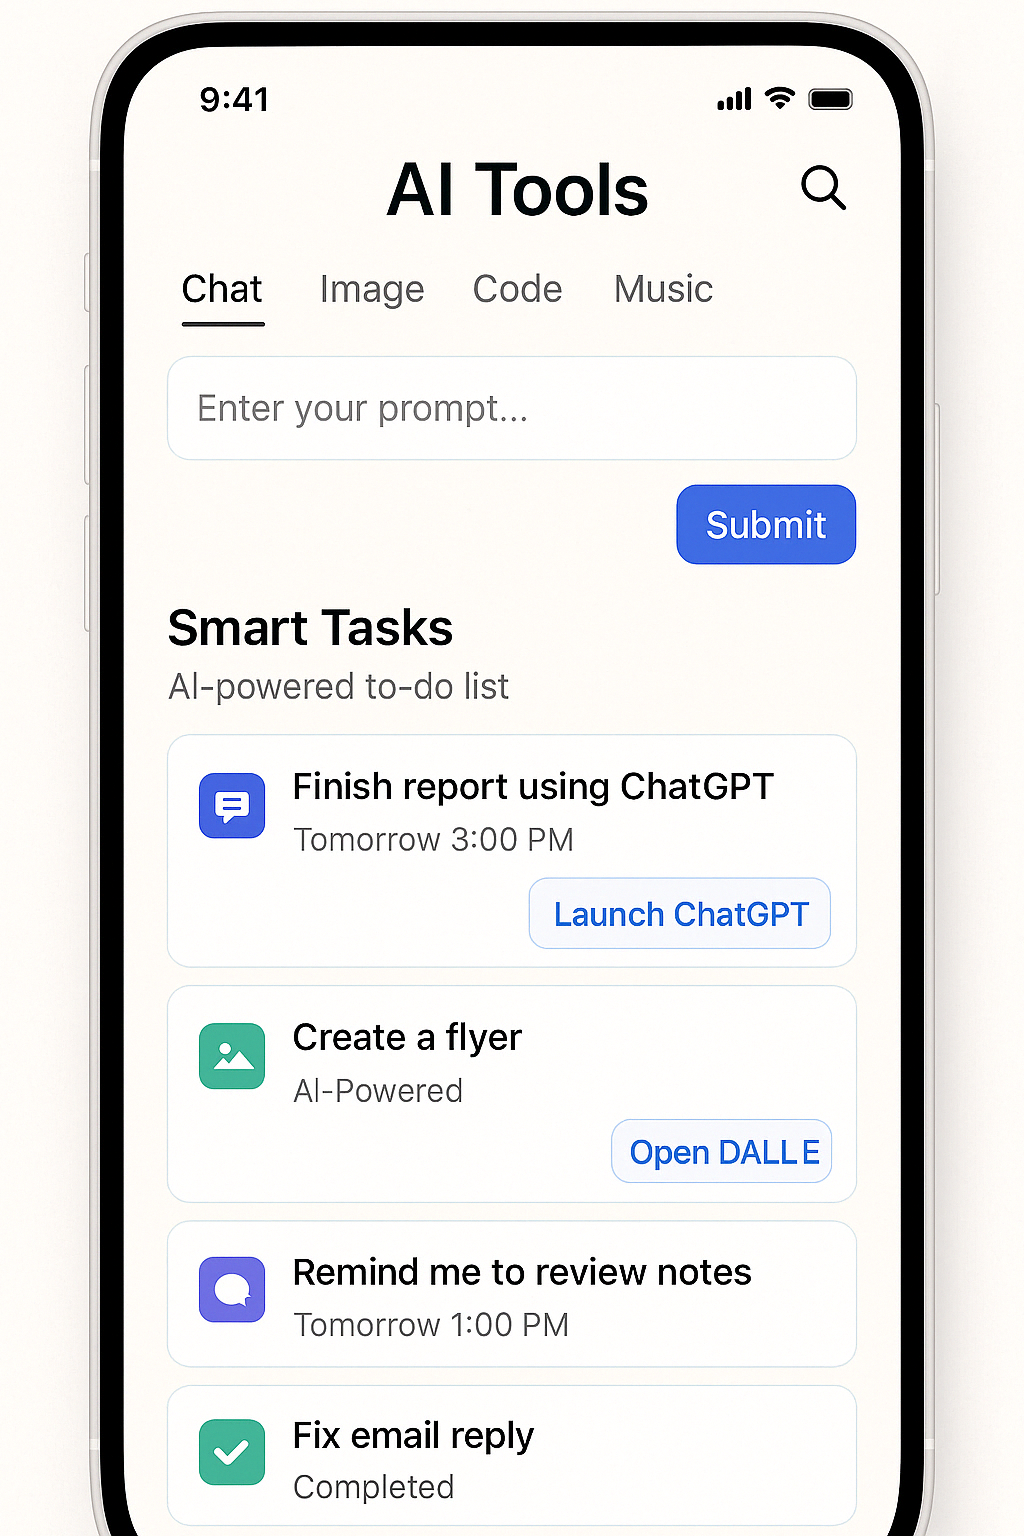 9:41
AI Tools
Chat Image Code Music
Enter your prompt...
Submit
Smart Tasks
AI-powered to-do list
Finish report using ChatGPT
Tomorrow 3:00 PM
Launch ChatGPT
Create a flyer
AI-Powered
Open DALLE
Remind me to review notes
Tomorrow 1:00 PM
Fix email reply
Completed